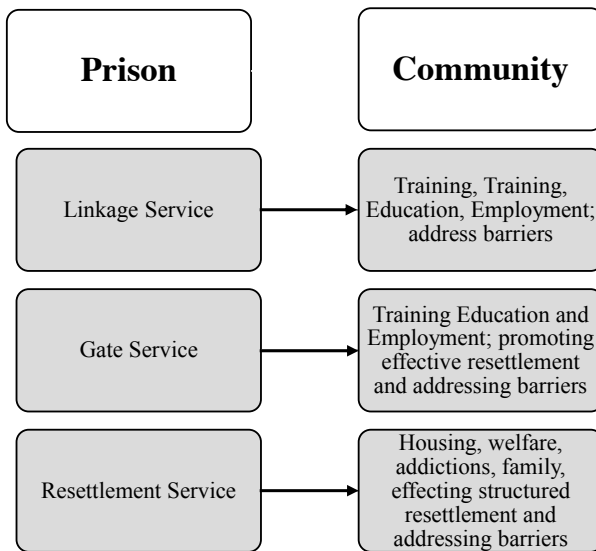 Prison
Community
Linkage Service
Training, Training,
Education, Employment;
address barriers
Gate Service
Training Education and
Employment; promoting
effective resettlement
and addressing barriers
Resettlement Service
Housing, welfare,
addictions, family,
effecting structured
resettlement and
addressing barriers